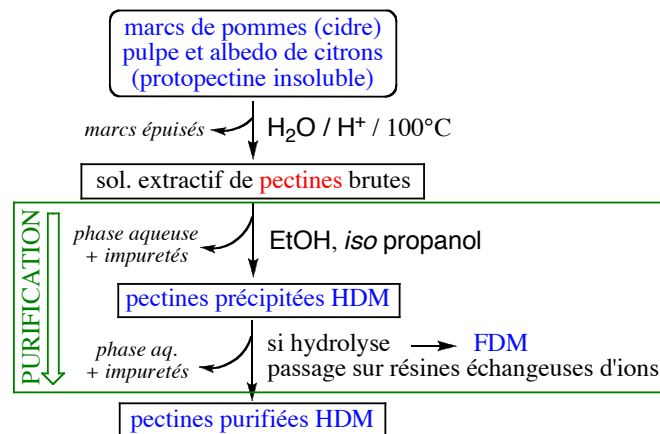 marcs de pommes (cidre)
pulpe et albedo de citrons
(protopectine insoluble)
marcs épuisés
H2O / H+ / 100°C
sol. extractif de pectines brutes
PURIFICATION
phase aqueuse
+ impuretés
EtOH, iso propanol
pectines précipitées HDM
phase aq.
+ impuretés
si hydrolyse
FDM
passage sur résines échangeuses d'ions
pectines purifiées HDM